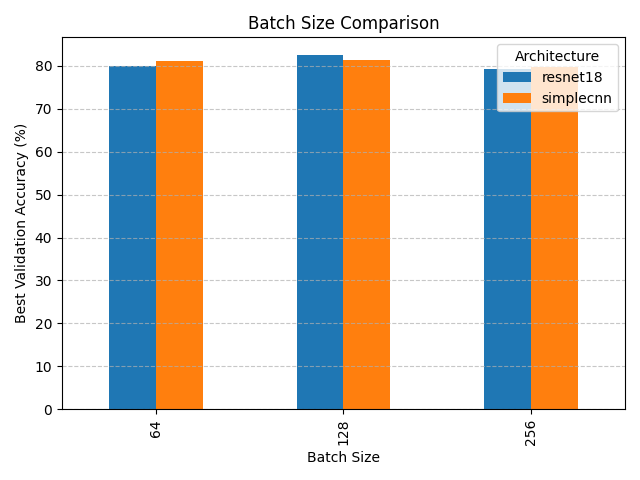 Batch Size Comparison
Best Validation Accuracy (%)
80
70
60
50
40
30
20
10
0
Architecture
resnet18
simplecnn
64
128
256
Batch Size